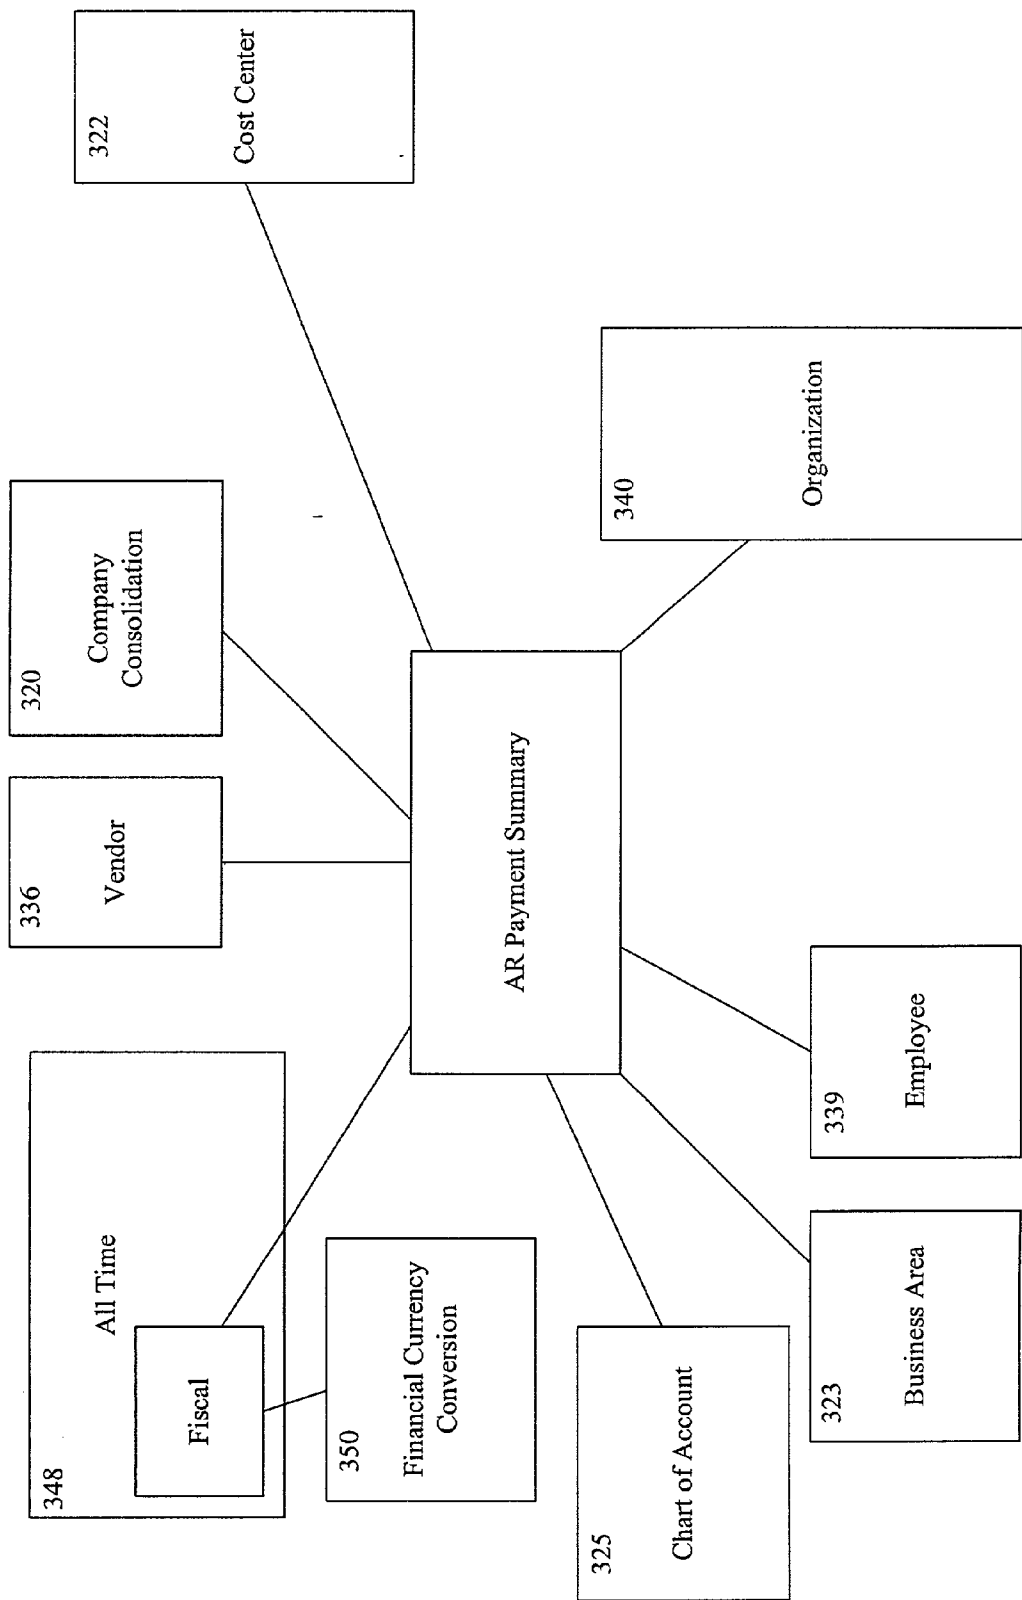 348
All Time
Fiscal
350
Financial Currency
Conversion
336
Vendor
320
Company
Consolidation
322
Cost Center
AR Payment Summary
325
Chart of Account
323
Business Area
339
Employee
340
Organization